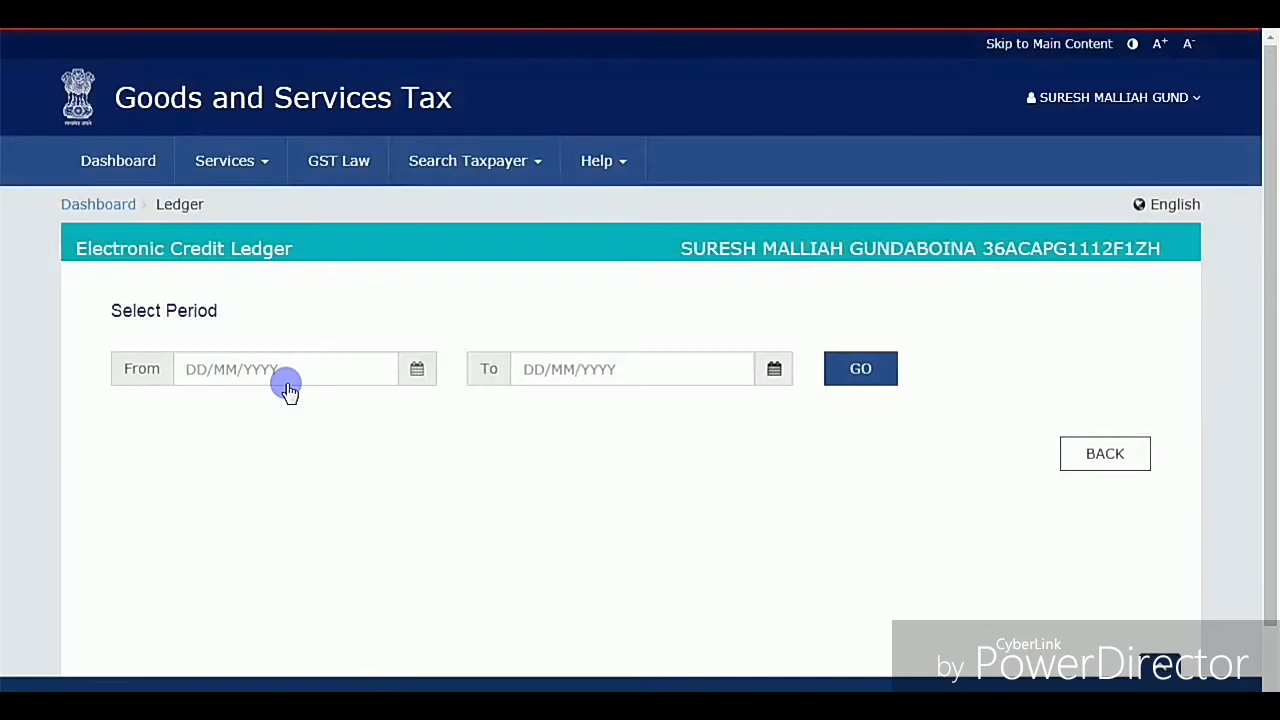 Skip to Main Content A+ A-
Goods and Services Tax
SURESH MALLIAH GUND
Dashboard Services GST Law Search Taxpayer Help
Dashboard Ledger English
Electronic Credit Ledger SURESH MALLIAH GUNDABOINA 36ACAPG1112F1ZH
Select Period
From DD/MM/YYYY To DD/MM/YYYY GO
BACK
CyberLink
by PowerDirector